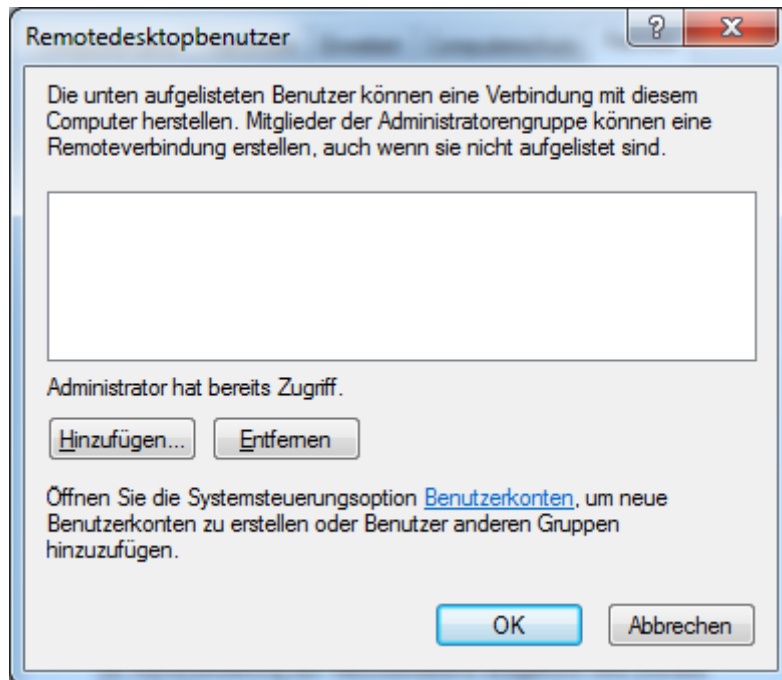 Remotedesktopbenutzer
Die unten aufgelisteten Benutzer können eine Verbindung mit diesem
Computer herstellen. Mitglieder der Administratorengruppe können eine
Remoteverbindung erstellen, auch wenn sie nicht aufgelistet sind.
Administrator hat bereits Zugriff.
Hinzufügen... Entfernen
Öffnen Sie die Systemsteuerungsoption Benutzerkonten, um neue
Benutzerkonten zu erstellen oder Benutzer anderen Gruppen
hinzuzufügen.
OK Abbrechen